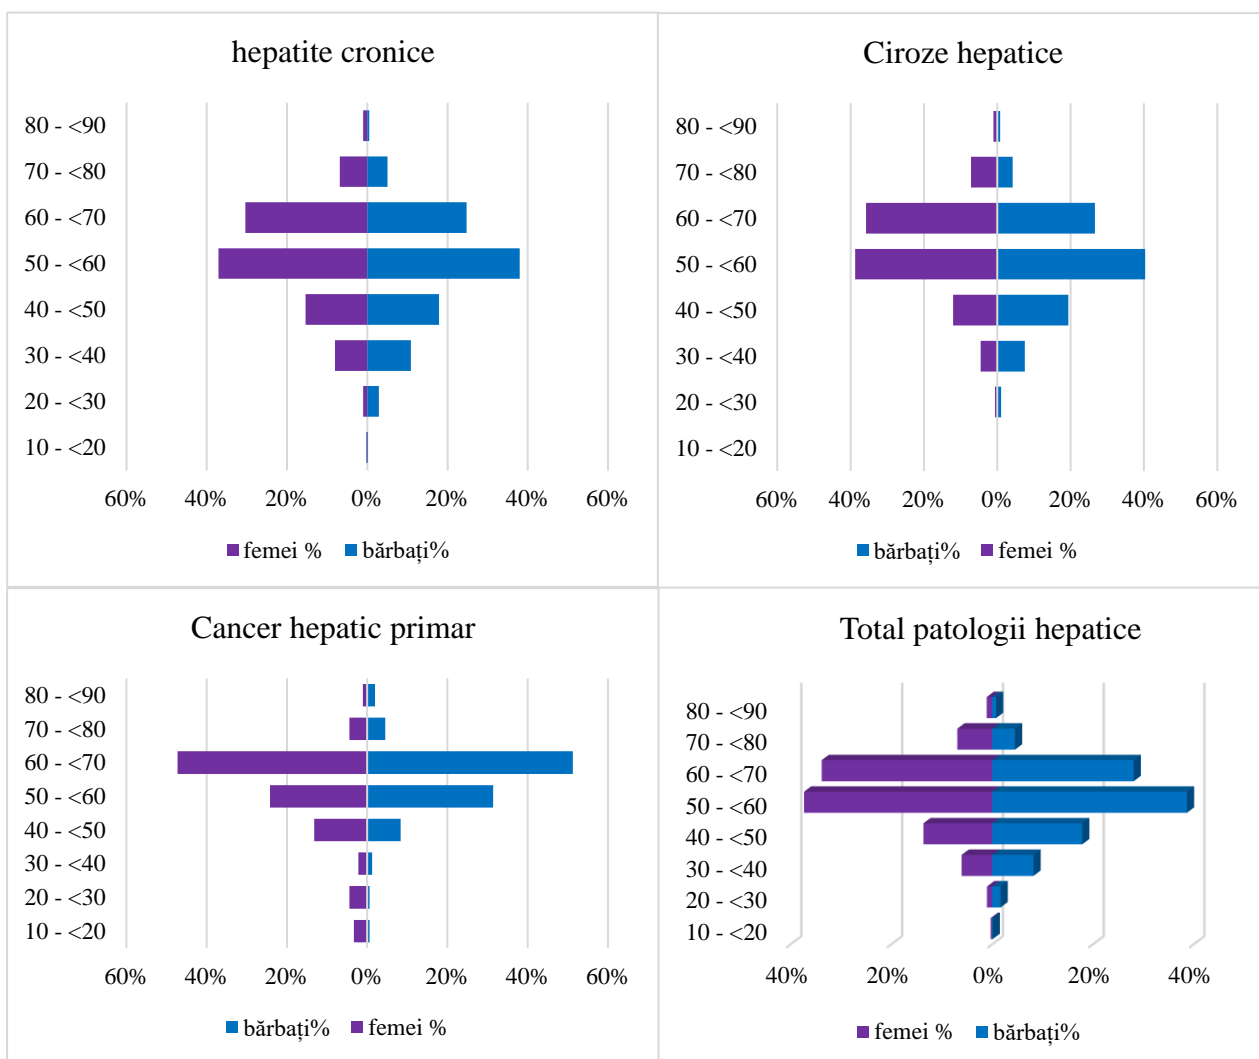 hepatite cronice
80 - <90
70 - <80
60 - <70
50 - <60
40 - <50
30 - <40
20 - <30
10 - <20
60% 40% 20% 0% 20% 40% 60%
femei % bărbați%
Ciroze hepatice
80 - <90
70 - <80
60 - <70
50 - <60
40 - <50
30 - <40
20 - <30
10 - <20
60% 40% 20% 0% 20% 40% 60%
bărbați% femei %
Cancer hepatic primar
80 - <90
70 - <80
60 - <70
50 - <60
40 - <50
30 - <40
20 - <30
10 - <20
60% 40% 20% 0% 20% 40% 60%
bărbați% femei %
Total patologii hepatice
80 - <90
70 - <80
60 - <70
50 - <60
40 - <50
30 - <40
20 - <30
10 - <20
40% 20% 0% 20% 40%
femei % bărbați%